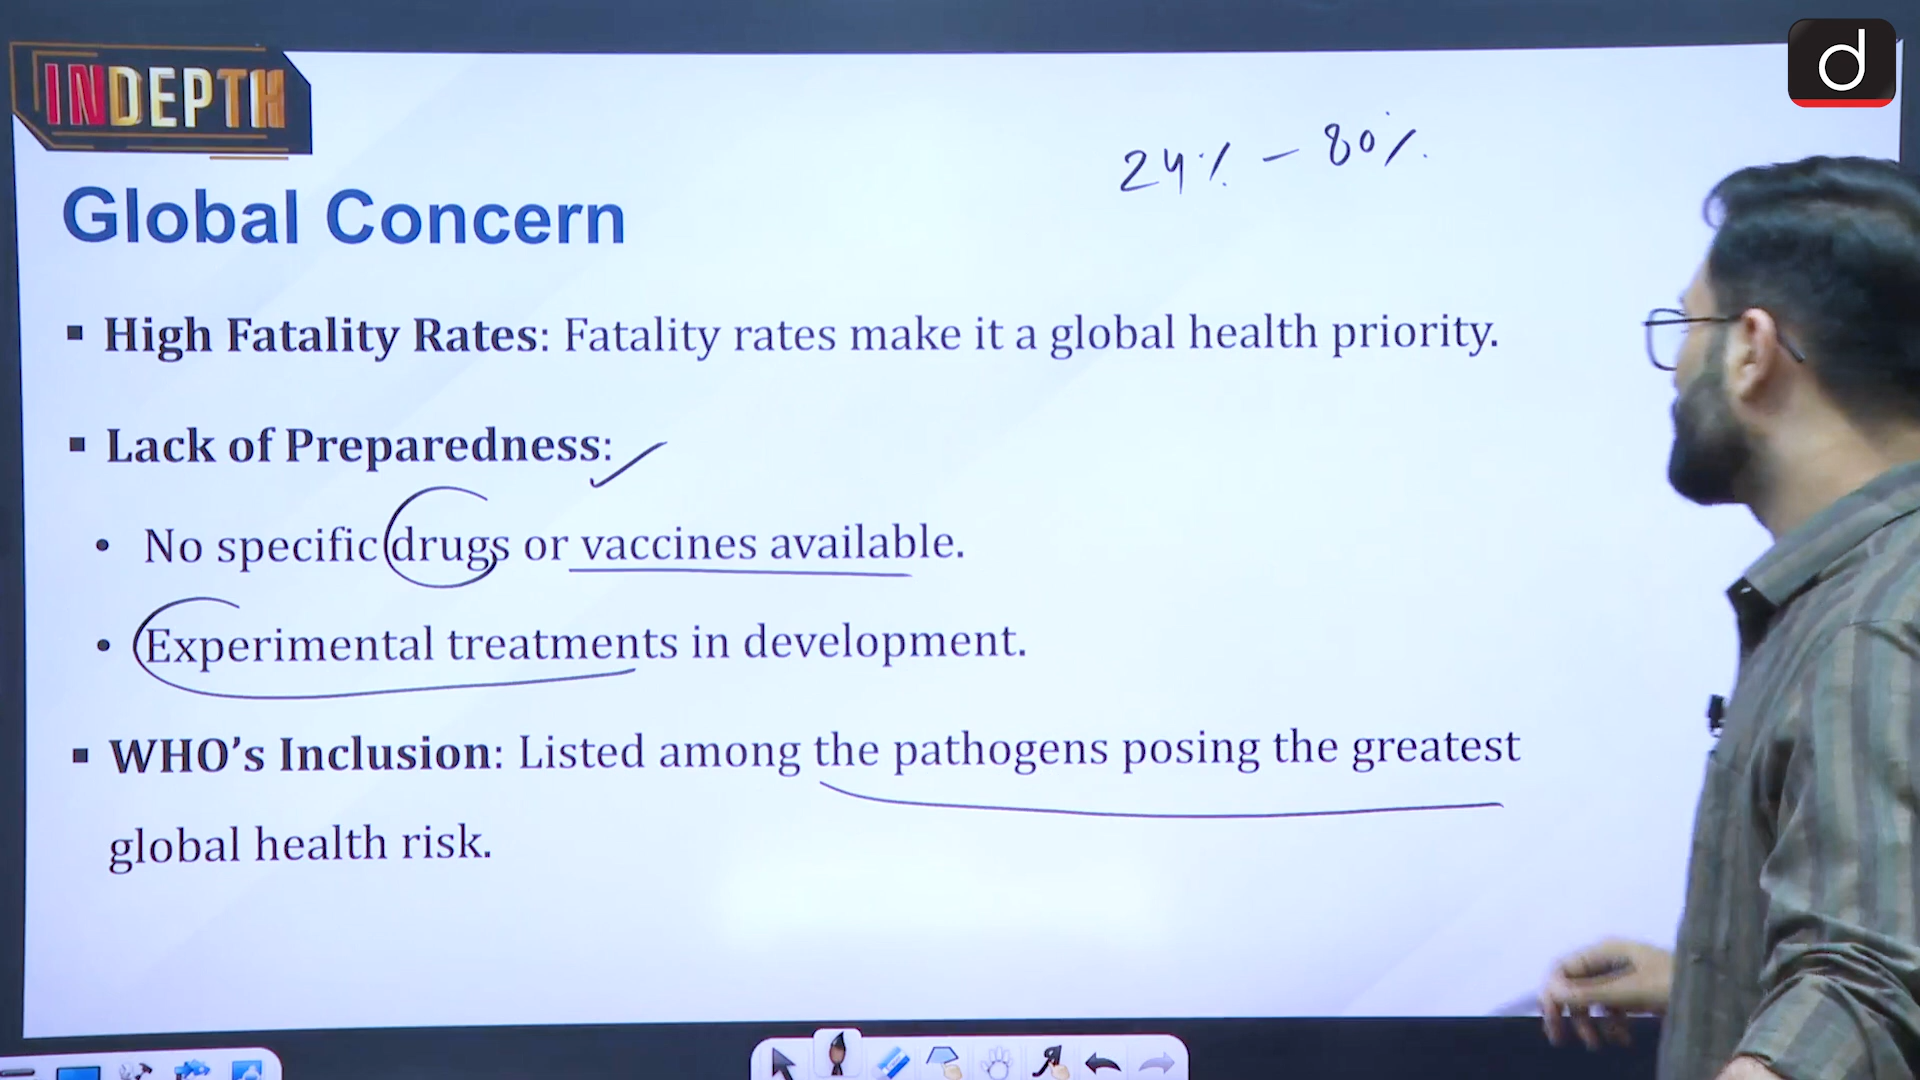 INDEPTH
d
24% – 80%
Global Concern
▪ High Fatality Rates: Fatality rates make it a global health priority.
▪ Lack of Preparedness:
• No specific drugs or vaccines available.
• Experimental treatments in development.
▪ WHO’s Inclusion: Listed among the pathogens posing the greatest
global health risk.